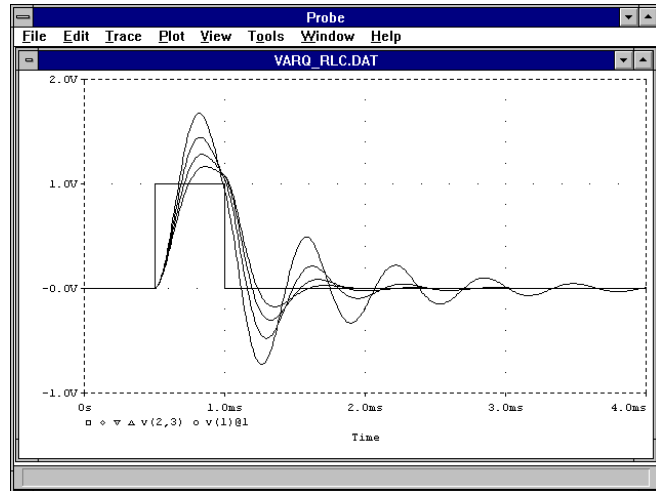 Probe
File Edit Trace Plot View Tools Window Help
VARQ_RLC.DAT
2.0V
1.0V
-0.0V
-1.0V
0s 1.0ms 2.0ms 3.0ms 4.0ms
v(2,3) v(1)@1
Time